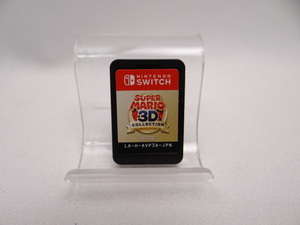 NINTENDO
SWITCH
SUPER
MARIO
3D
COLLECTION
LA-H-AVP3A-JPN